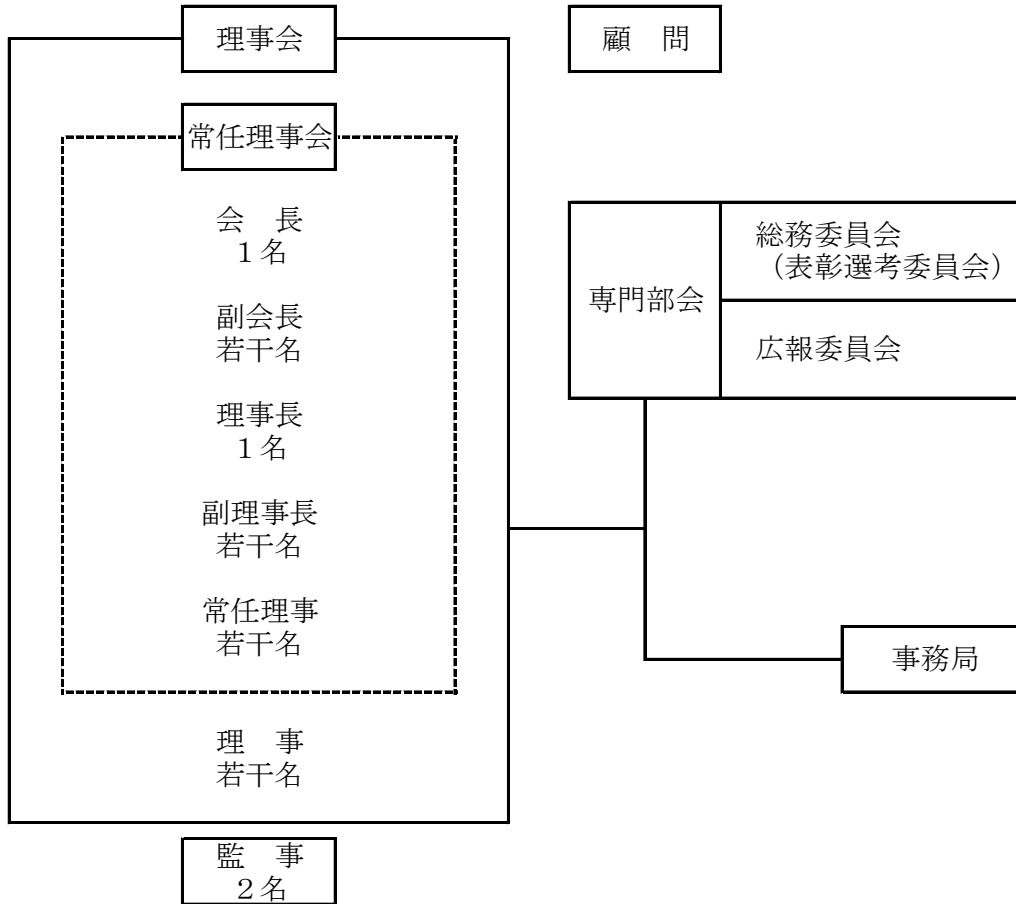 理事会
顧　問
常任理事会
会　長
１名
副会長
若干名
理事長
１名
副理事長
若干名
常任理事
若干名
理　事
若干名
監　事
２名
専門部会
総務委員会
（表彰選考委員会）
広報委員会
事務局